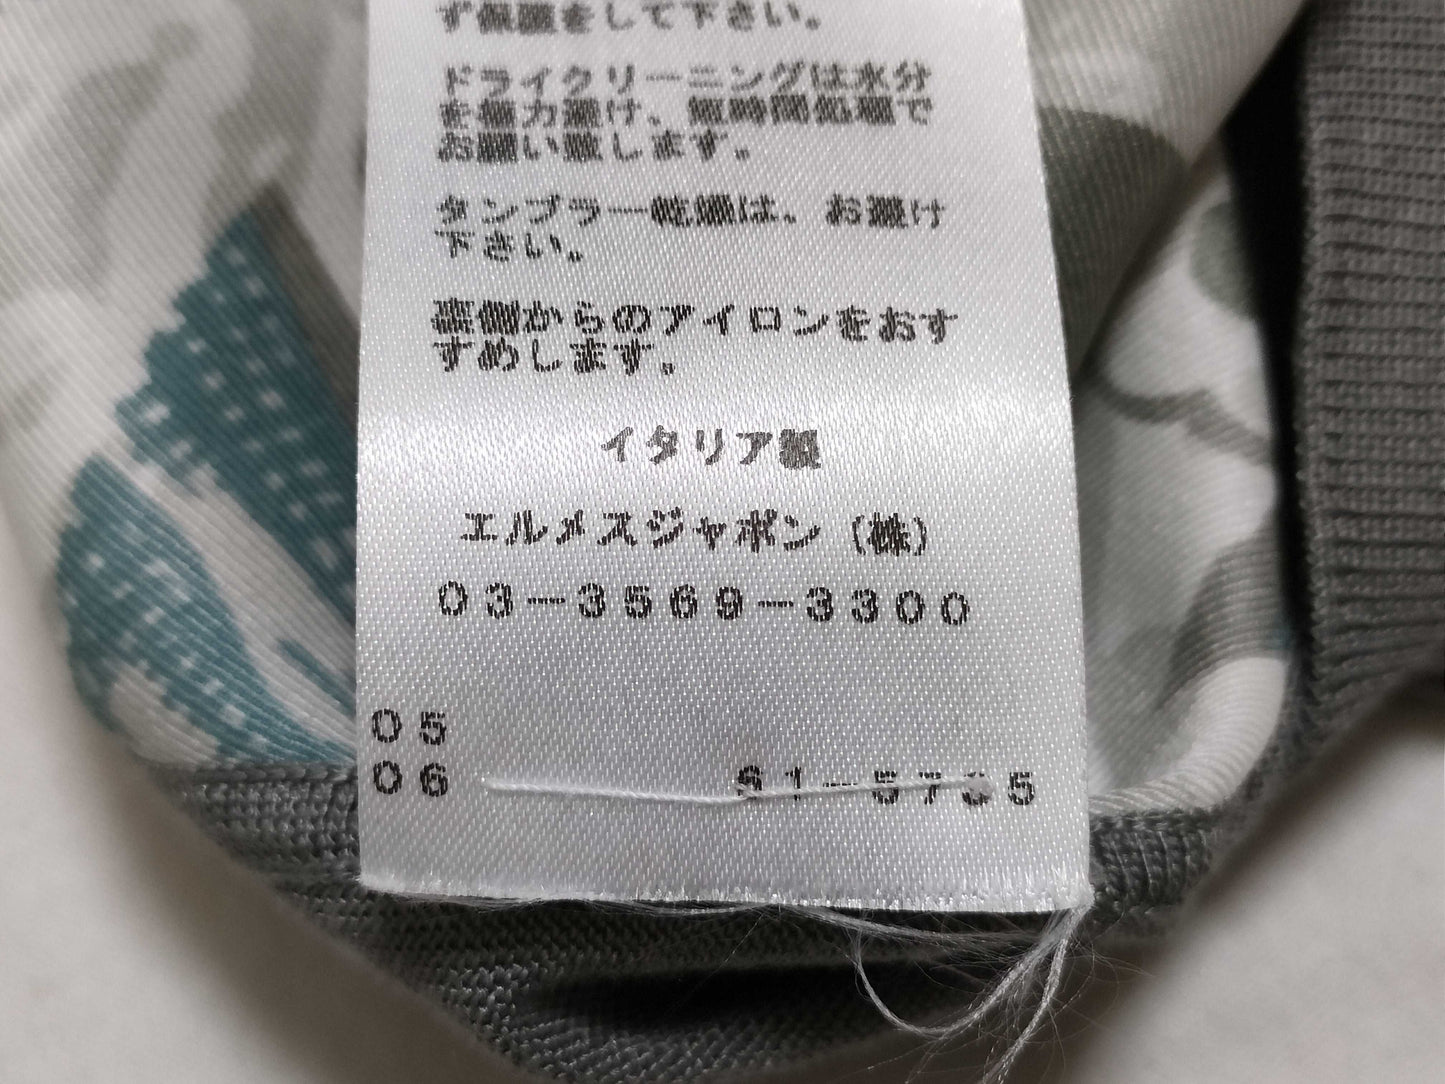 ず保護をして下さい。
ドライクリーニングは水分
を極力避け、短時間処理で
お願い致します。
タンブラー乾燥は、お避け
下さい。
裏側からのアイロンをおす
すめします。
イタリア製
エルメスジャポン（株）
03-3569-3300
05
06